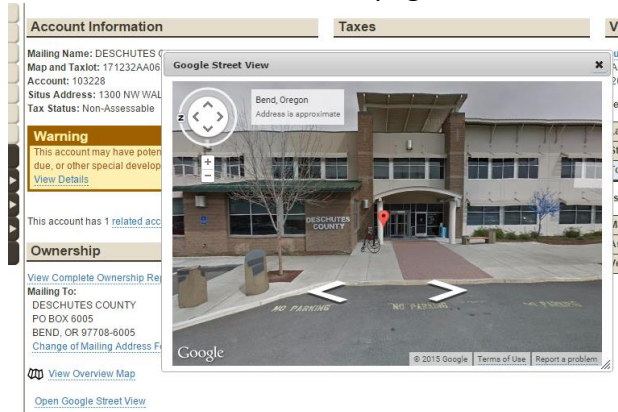 Account Information
Taxes
V
Mailing Name: DESCHUTES C
Map and Taxlot: 171232AA06
Account: 103228
Situs Address: 1300 NW WAL
Tax Status: Non-Assessable
Warning
This account may have poten
due, or other special develop
View Details
This account has 1 related acc
Ownership
View Complete Ownership Rep
Mailing To:
DESCHUTES COUNTY
PO BOX 6005
BEND, OR 97708-6005
Change of Mailing Address Fo
View Overview Map
Open Google Street View
Google Street View
Bend, Oregon
Address is approximate
N
DESCHUTES
COUNTY
NO PARKING
NO PARKING
NO PARKING
Google
© 2015 Google
Terms of Use
Report a problem